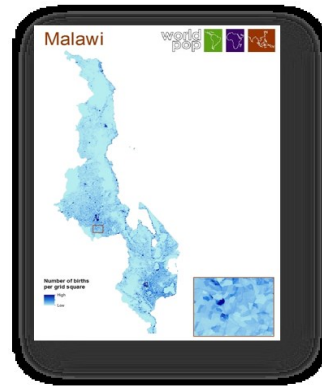 Malawi
world
pop
Number of births
per grid square
High
Low